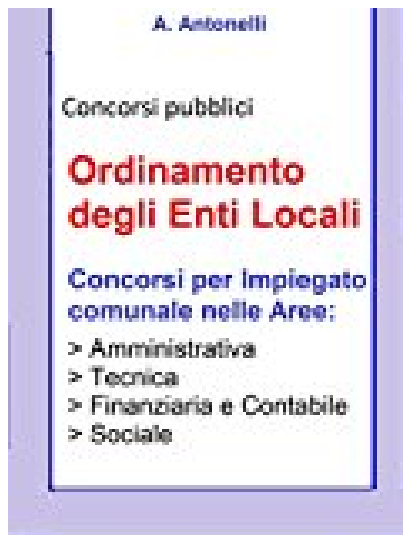 A. Antonelli
Concorsi pubblici
Ordinamento
degli Enti Locali
Concorsi per Impiegato
comunale nelle Aree:
> Amministrativa
> Tecnica
> Finanziaria e Contabile
> Sociale